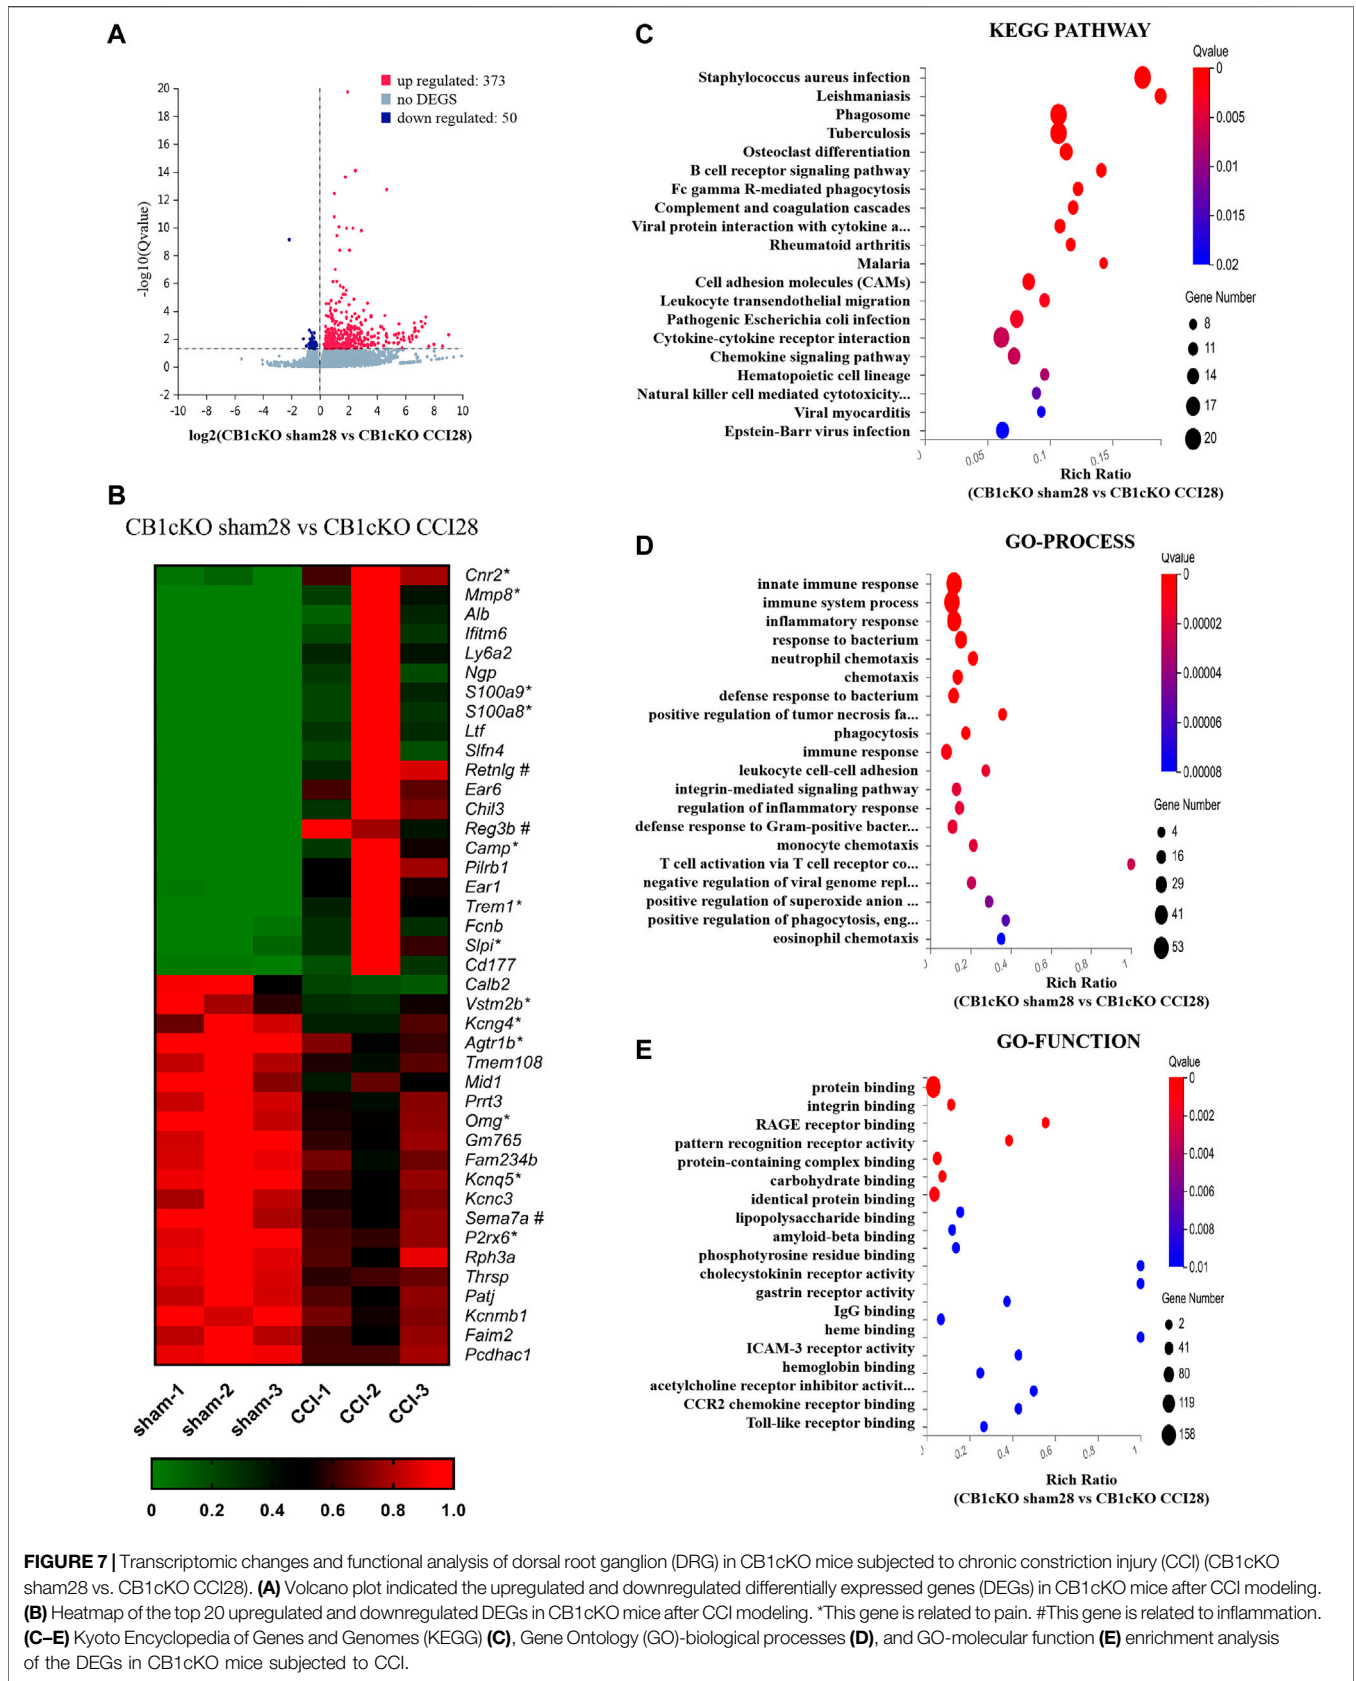 A
up regulated: 373
no DEGS
down regulated: 50
-log10(Qvalue)
20
18
16
14
12
10
8
6
4
2
0
-2
-10 -8 -6 -4 -2 0 2 4 6 8 10
log2(CB1cKO sham28 vs CB1cKO CCI28)
B
CB1cKO sham28 vs CB1cKO CCI28
Cnr2*
Mmp8*
Alb
Ifitm6
Ly6a2
Ngp
S100a9*
S100a8*
Ltf
Slfn4
Retnlg #
Ear6
Chil3
Reg3b #
Camp*
Pilrb1
Ear1
Trem1*
Fcnb
Slpi*
Cd177
Calb2
Vstm2b*
Kcng4*
Agtr1b*
Tmem108
Mid1
Prrt3
Omg*
Gm765
Fam234b
Kcnq5*
Kcnc3
Sema7a #
P2rx6*
Rph3a
Thrsp
Patj
Kcnmb1
Faim2
Pcdhac1
sham-1 sham-2 sham-3 CCI-1 CCI-2 CCI-3
0 0.2 0.4 0.6 0.8 1.0
C
KEGG PATHWAY
Staphylococcus aureus infection
Leishmaniasis
Phagosome
Tuberculosis
Osteoclast differentiation
B cell receptor signaling pathway
Fc gamma R-mediated phagocytosis
Complement and coagulation cascades
Viral protein interaction with cytokine a...
Rheumatoid arthritis
Malaria
Cell adhesion molecules (CAMs)
Leukocyte transendothelial migration
Pathogenic Escherichia coli infection
Cytokine-cytokine receptor interaction
Chemokine signaling pathway
Hematopoietic cell lineage
Natural killer cell mediated cytotoxicity...
Viral myocarditis
Epstein-Barr virus infection
0.05 0.1 0.15
Rich Ratio
(CB1cKO sham28 vs CB1cKO CCI28)
Qvalue
0
0.005
0.01
0.015
0.02
Gene Number
8
11
14
17
20
D
GO-PROCESS
innate immune response
immune system process
inflammatory response
response to bacterium
neutrophil chemotaxis
chemotaxis
defense response to bacterium
positive regulation of tumor necrosis fa...
phagocytosis
immune response
leukocyte cell-cell adhesion
integrin-mediated signaling pathway
regulation of inflammatory response
defense response to Gram-positive bacter...
monocyte chemotaxis
T cell activation via T cell receptor co...
negative regulation of viral genome repl...
positive regulation of superoxide anion ...
positive regulation of phagocytosis, eng...
eosinophil chemotaxis
0.2 0.4 0.6 0.8 1
Rich Ratio
(CB1cKO sham28 vs CB1cKO CCI28)
Qvalue
0
0.00002
0.00004
0.00006
0.00008
Gene Number
4
16
29
41
53
E
GO-FUNCTION
protein binding
integrin binding
RAGE receptor binding
pattern recognition receptor activity
protein-containing complex binding
carbohydrate binding
identical protein binding
lipopolysaccharide binding
amyloid-beta binding
phosphotyrosine residue binding
cholecystokinin receptor activity
gastrin receptor activity
IgG binding
heme binding
ICAM-3 receptor activity
hemoglobin binding
acetylcholine receptor inhibitor activit...
CCR2 chemokine receptor binding
Toll-like receptor binding
0.2 0.4 0.6 0.8 1
Rich Ratio
(CB1cKO sham28 vs CB1cKO CCI28)
Qvalue
0
0.002
0.004
0.006
0.008
0.01
Gene Number
2
41
80
119
158
FIGURE 7 | Transcriptomic changes and functional analysis of dorsal root ganglion (DRG) in CB1cKO mice subjected to chronic constriction injury (CCI) (CB1cKO
sham28 vs. CB1cKO CCI28). (A) Volcano plot indicated the upregulated and downregulated differentially expressed genes (DEGs) in CB1cKO mice after CCI modeling.
(B) Heatmap of the top 20 upregulated and downregulated DEGs in CB1cKO mice after CCI modeling. *This gene is related to pain. #This gene is related to inflammation.
(C–E) Kyoto Encyclopedia of Genes and Genomes (KEGG) (C), Gene Ontology (GO)-biological processes (D), and GO-molecular function (E) enrichment analysis
of the DEGs in CB1cKO mice subjected to CCI.